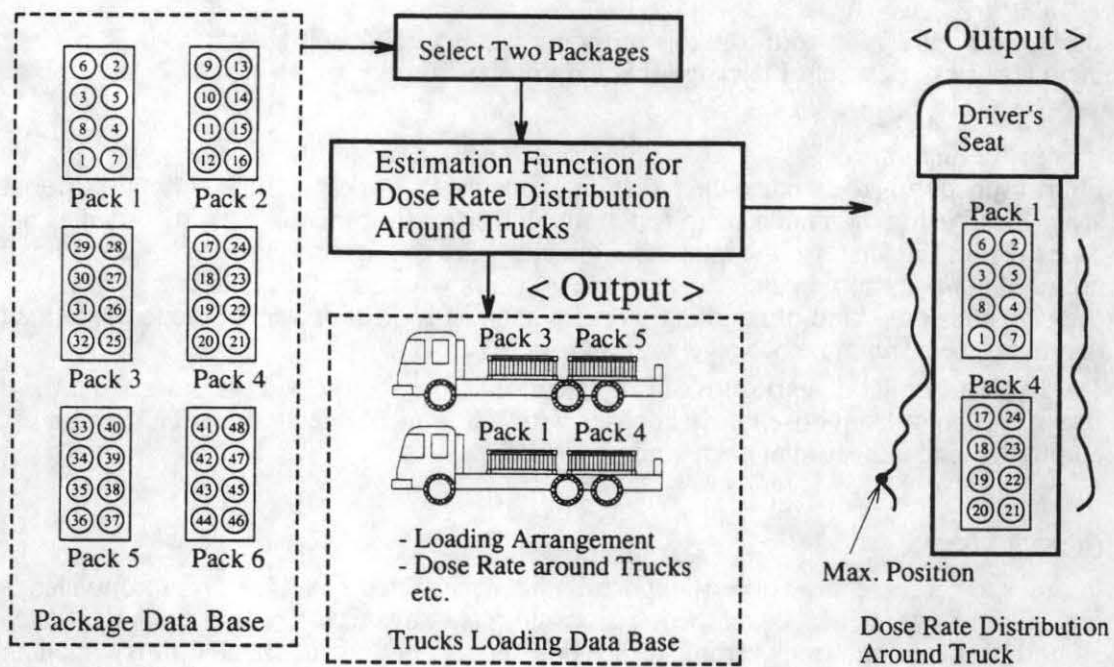 6 2
3 5
8 4
1 7
Pack 1
9 13
10 14
11 15
12 16
Pack 2
29 28
30 27
31 26
32 25
Pack 3
17 24
18 23
19 22
20 21
Pack 4
33 40
34 39
35 38
36 37
Pack 5
41 48
42 47
43 45
44 46
Pack 6
Package Data Base
Select Two Packages
Estimation Function for
Dose Rate Distribution
Around Trucks
< Output >
Pack 3 Pack 5
Pack 1 Pack 4
- Loading Arrangement
- Dose Rate around Trucks
etc.
Trucks Loading Data Base
< Output >
Driver's
Seat
Pack 1
6 2
3 5
8 4
1 7
Pack 4
17 24
18 23
19 22
20 21
Max. Position
Dose Rate Distribution
Around Truck